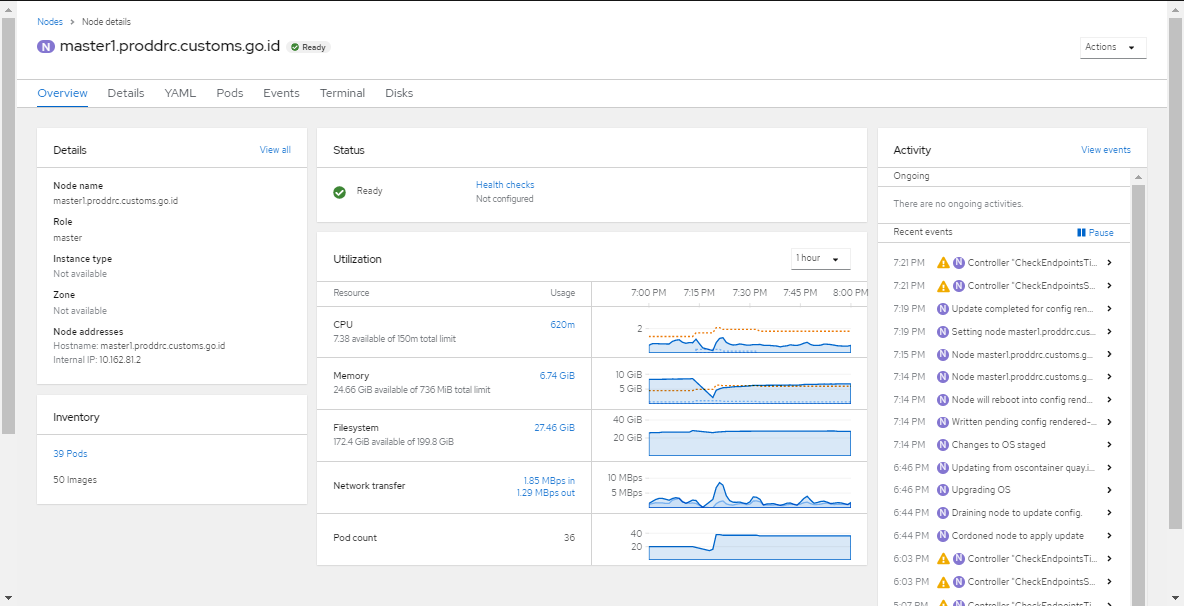 Nodes > Node details
N master1.proddrc.customs.go.id Ready
Actions
Overview Details YAML Pods Events Terminal Disks
Details View all
Node name
master1.proddrc.customs.go.id
Role
master
Instance type
Not available
Zone
Not available
Node addresses
Hostname: master1.proddrc.customs.go.id
Internal IP: 10.162.81.2
Inventory
39 Pods
50 Images
Status
Ready
Health checks
Not configured
Utilization 1 hour
Resource Usage 7:00 PM 7:15 PM 7:30 PM 7:45 PM 8:00 PM
CPU 620m
7.38 available of 150m total limit
2
Memory 6.74 GiB
24.66 GiB available of 736 MiB total limit
10 GiB
5 GiB
Filesystem 27.46 GiB
172.4 GiB available of 199.8 GiB
40 GiB
20 GiB
Network transfer
1.85 MBps in
1.29 MBps out
10 MBps
5 MBps
Pod count 36
40
20
Activity View events
Ongoing
There are no ongoing activities.
Recent events Pause
7:21 PM N Controller "CheckEndpointsTi...
7:21 PM N Controller "CheckEndpointsS...
7:19 PM N Update completed for config ren...
7:19 PM N Setting node master1.proddrc.cus...
7:15 PM N Node master1.proddrc.customs.g...
7:14 PM N Node master1.proddrc.customs.g...
7:14 PM N Node will reboot into config rend...
7:14 PM N Written pending config rendered-...
7:14 PM N Changes to OS staged
6:46 PM N Updating from oscontainer quay.i...
6:46 PM N Upgrading OS
6:44 PM N Draining node to update config.
6:44 PM N Cordoned node to apply update
6:03 PM N Controller "CheckEndpointsTi...
6:03 PM N Controller "CheckEndpointsS...
5:07 PM N Controller "CheckEndpointsTi...